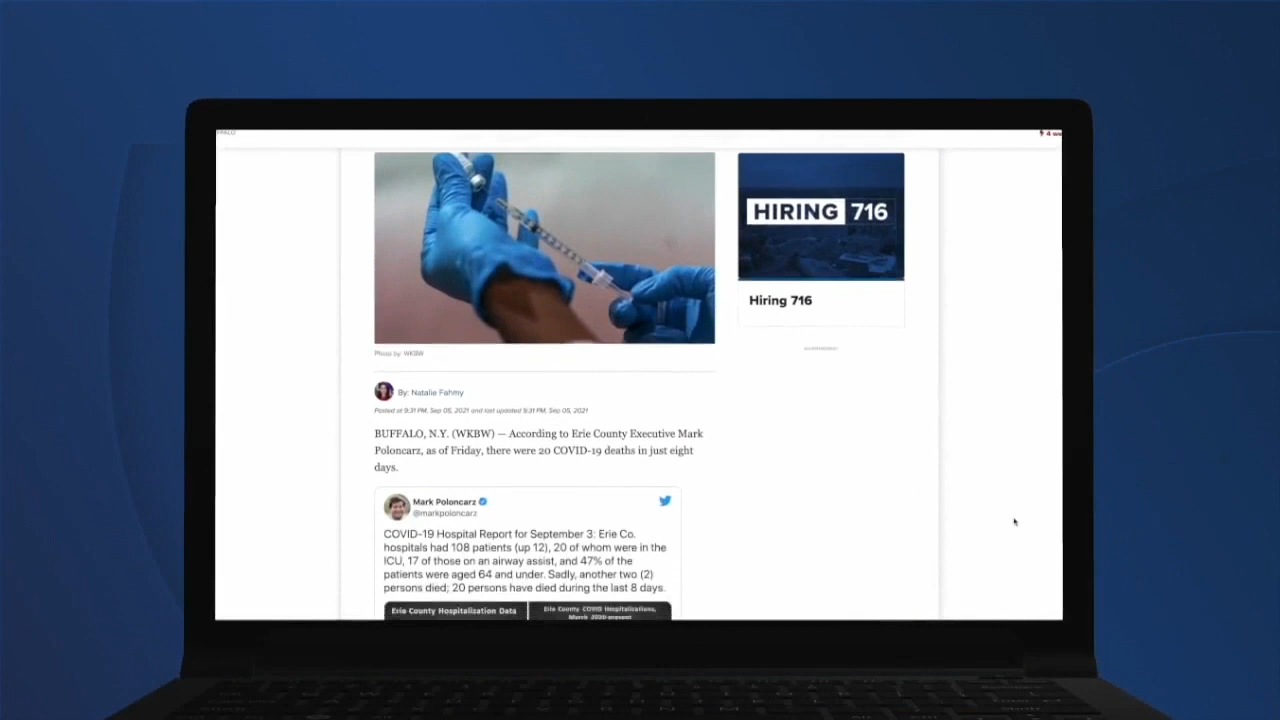 4 we
HIRING 716
Hiring 716
Photo by: WKBW
By: Natalie Fahmy
Posted at 9:31 PM, Sep 05, 2021 and last updated 9:31 PM, Sep 05, 2021
BUFFALO, N.Y. (WKBW) — According to Erie County Executive Mark
Poloncarz, as of Friday, there were 20 COVID-19 deaths in just eight
days.
Mark Poloncarz
@markpoloncarz
COVID-19 Hospital Report for September 3: Erie Co.
hospitals had 108 patients (up 12), 20 of whom were in the
ICU, 17 of those on an airway assist, and 47% of the
patients were aged 64 and under. Sadly, another two (2)
persons died; 20 persons have died during the last 8 days.
Erie County Hospitalization Data
Erie County COVID Hospitalizations,
March 2020-present